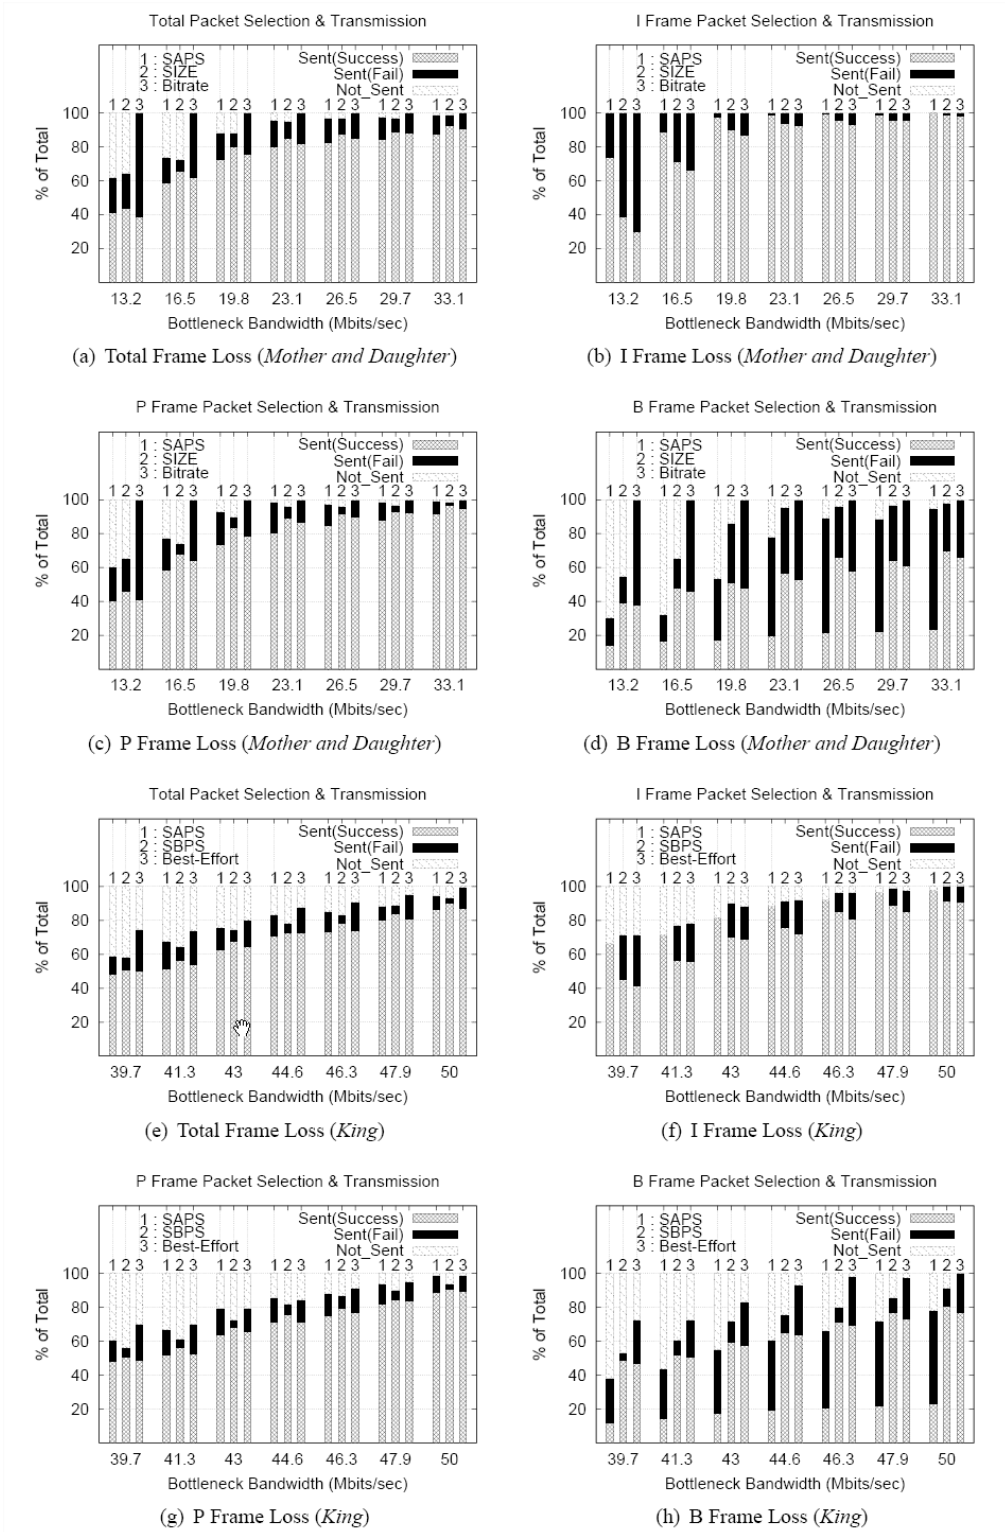 Total Packet Selection & Transmission
1 : SAPS
2 : SIZE
3 : Bitrate
Sent(Success)
Sent(Fail)
Not_Sent
1 2 3 1 2 3 1 2 3 1 2 3 1 2 3 1 2 3 1 2 3
100
80
60
40
20
% of Total
13.2 16.5 19.8 23.1 26.5 29.7 33.1
Bottleneck Bandwidth (Mbits/sec)
(a) Total Frame Loss (Mother and Daughter)
I Frame Packet Selection & Transmission
1 : SAPS
2 : SIZE
3 : Bitrate
Sent(Success)
Sent(Fail)
Not_Sent
1 2 3 1 2 3 1 2 3 1 2 3 1 2 3 1 2 3 1 2 3
100
80
60
40
20
% of Total
13.2 16.5 19.8 23.1 26.5 29.7 33.1
Bottleneck Bandwidth (Mbits/sec)
(b) I Frame Loss (Mother and Daughter)
P Frame Packet Selection & Transmission
1 : SAPS
2 : SIZE
3 : Bitrate
Sent(Success)
Sent(Fail)
Not_Sent
1 2 3 1 2 3 1 2 3 1 2 3 1 2 3 1 2 3 1 2 3
100
80
60
40
20
% of Total
13.2 16.5 19.8 23.1 26.5 29.7 33.1
Bottleneck Bandwidth (Mbits/sec)
(c) P Frame Loss (Mother and Daughter)
B Frame Packet Selection & Transmission
1 : SAPS
2 : SIZE
3 : Bitrate
Sent(Success)
Sent(Fail)
Not_Sent
1 2 3 1 2 3 1 2 3 1 2 3 1 2 3 1 2 3 1 2 3
100
80
60
40
20
% of Total
13.2 16.5 19.8 23.1 26.5 29.7 33.1
Bottleneck Bandwidth (Mbits/sec)
(d) B Frame Loss (Mother and Daughter)
Total Packet Selection & Transmission
1 : SAPS
2 : SBPS
3 : Best-Effort
Sent(Success)
Sent(Fail)
Not_Sent
1 2 3 1 2 3 1 2 3 1 2 3 1 2 3 1 2 3 1 2 3
100
80
60
40
20
% of Total
39.7 41.3 43 44.6 46.3 47.9 50
Bottleneck Bandwidth (Mbits/sec)
(e) Total Frame Loss (King)
I Frame Packet Selection & Transmission
1 : SAPS
2 : SBPS
3 : Best-Effort
Sent(Success)
Sent(Fail)
Not_Sent
1 2 3 1 2 3 1 2 3 1 2 3 1 2 3 1 2 3 1 2 3
100
80
60
40
20
% of Total
39.7 41.3 43 44.6 46.3 47.9 50
Bottleneck Bandwidth (Mbits/sec)
(f) I Frame Loss (King)
P Frame Packet Selection & Transmission
1 : SAPS
2 : SBPS
3 : Best-Effort
Sent(Success)
Sent(Fail)
Not_Sent
1 2 3 1 2 3 1 2 3 1 2 3 1 2 3 1 2 3 1 2 3
100
80
60
40
20
% of Total
39.7 41.3 43 44.6 46.3 47.9 50
Bottleneck Bandwidth (Mbits/sec)
(g) P Frame Loss (King)
B Frame Packet Selection & Transmission
1 : SAPS
2 : SBPS
3 : Best-Effort
Sent(Success)
Sent(Fail)
Not_Sent
1 2 3 1 2 3 1 2 3 1 2 3 1 2 3 1 2 3 1 2 3
100
80
60
40
20
% of Total
39.7 41.3 43 44.6 46.3 47.9 50
Bottleneck Bandwidth (Mbits/sec)
(h) B Frame Loss (King)